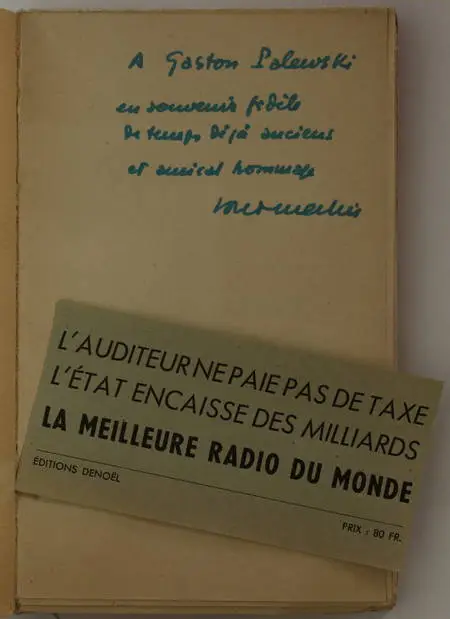 A Gaston Palewski
en souvenir fidèle
de temps déjà anciens
et amical hommage
L'AUDITEUR NE PAIE PAS DE TAXE
L'ÉTAT ENCAISSE DES MILLIARDS
LA MEILLEURE RADIO DU MONDE
ÉDITIONS DENOËL
PRIX : 80 FR.